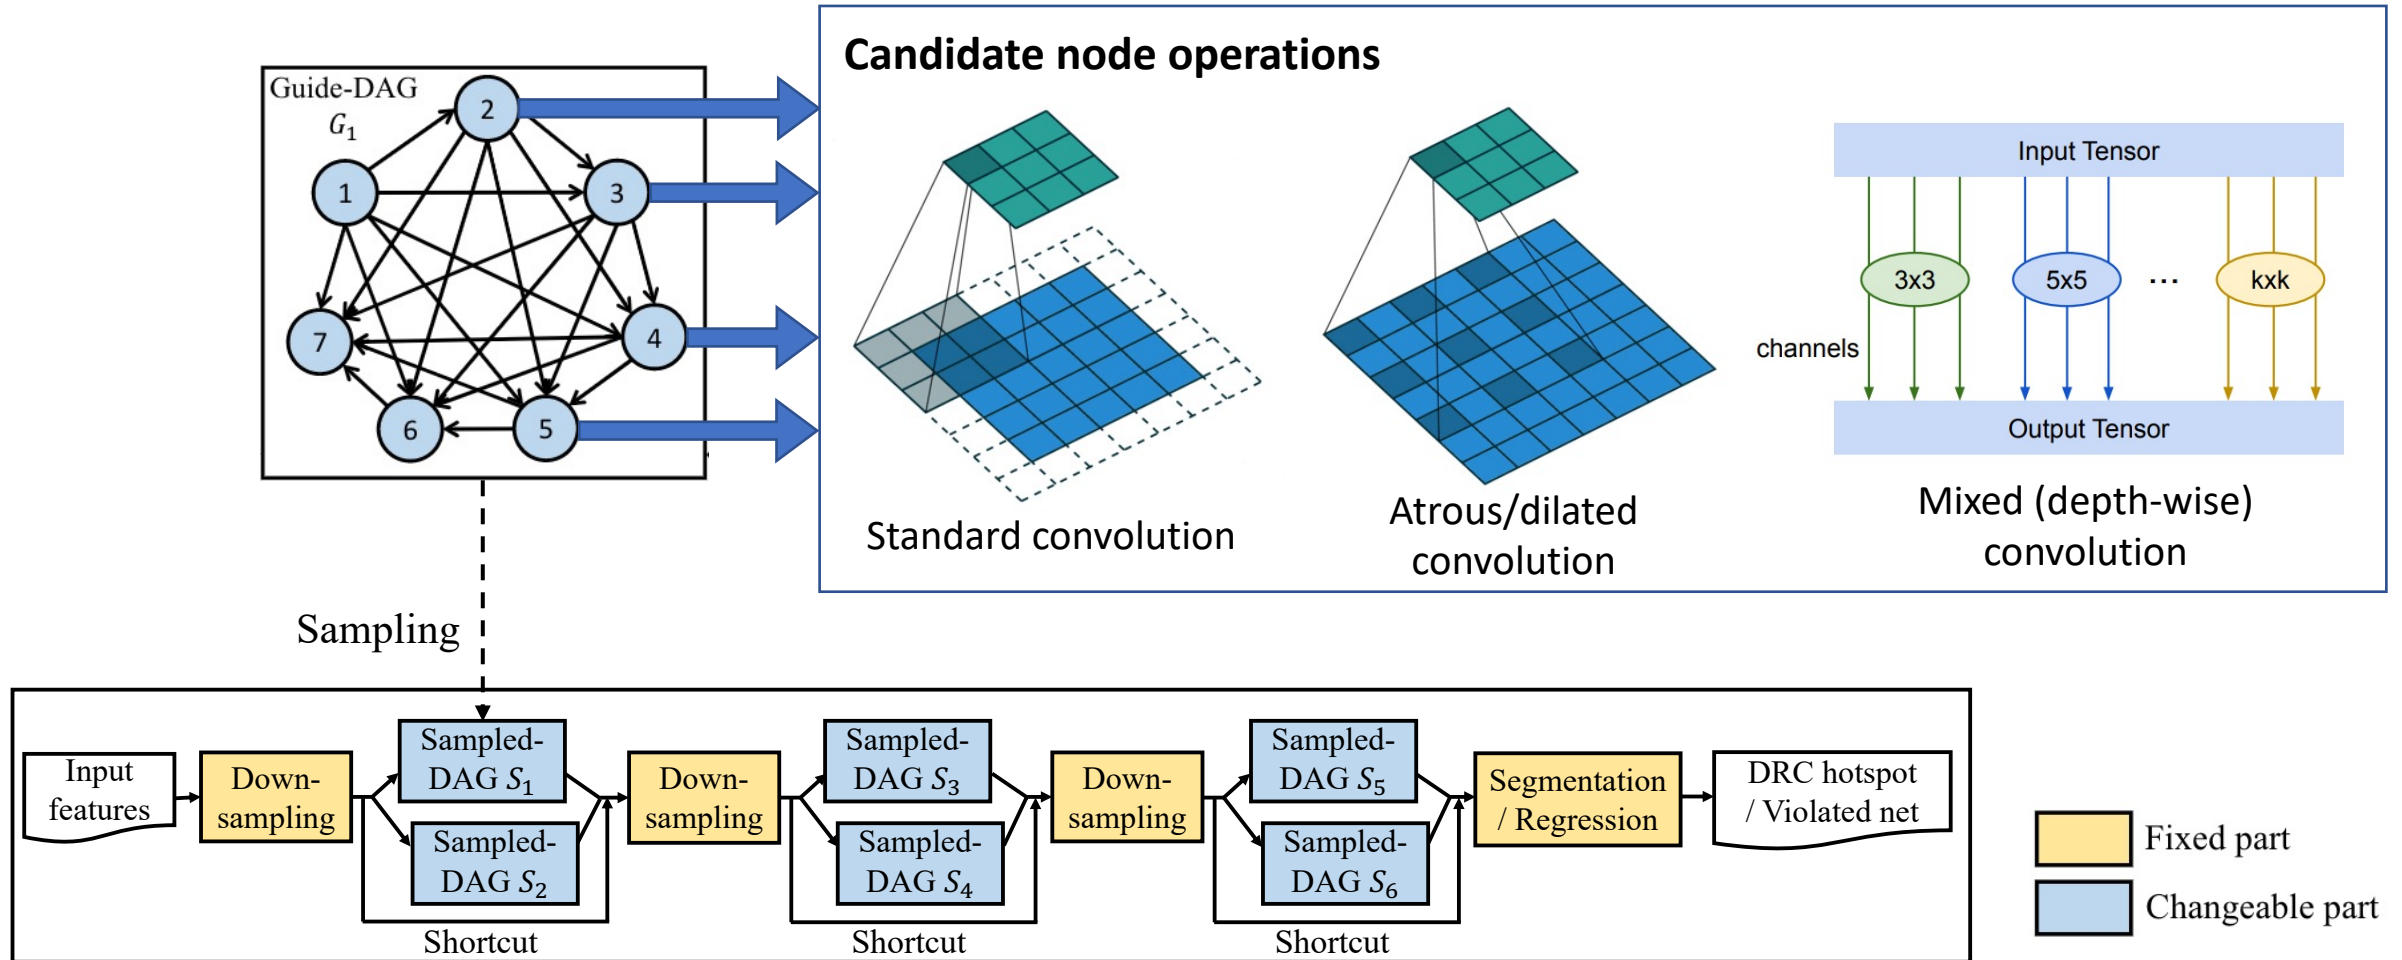 Candidate node operations
Guide-DAG
G₁
2
1
3
7
4
6
5
Input Tensor
3x3
5x5
...
kxk
channels
Output Tensor
Standard convolution
Atrous/dilated
convolution
Mixed (depth-wise)
convolution
Sampling
Input
features
Down-
sampling
Sampled-
DAG S₁
Sampled-
DAG S₂
Shortcut
Down-
sampling
Sampled-
DAG S₃
Sampled-
DAG S₄
Shortcut
Down-
sampling
Sampled-
DAG S₅
Sampled-
DAG S₆
Shortcut
Segmentation
/ Regression
DRC hotspot
/ Violated net
Fixed part
Changeable part